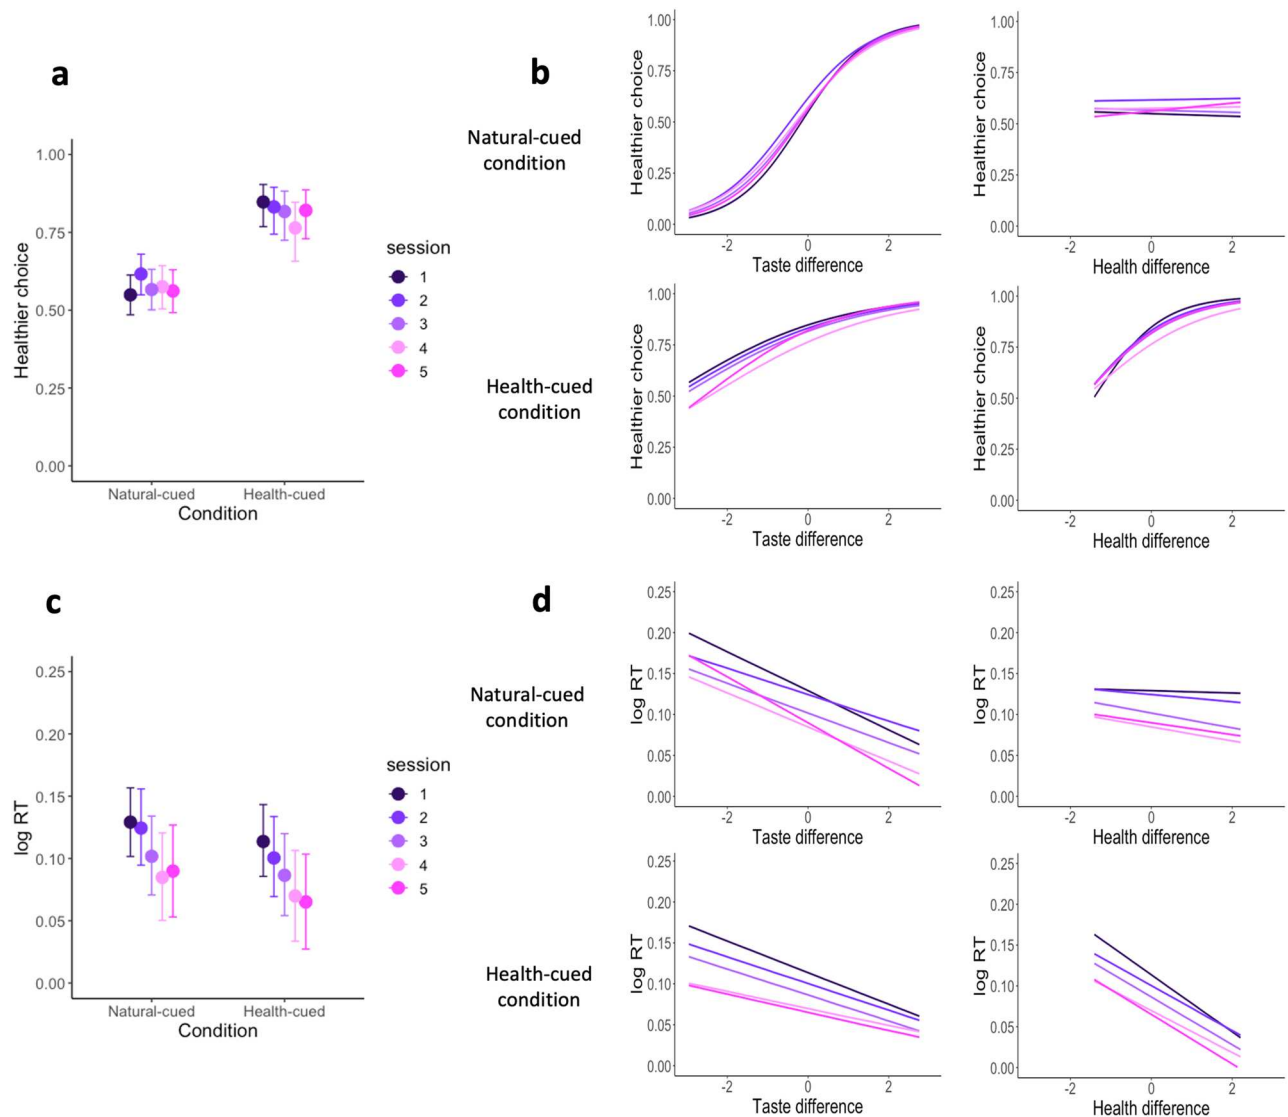 a
Healthier choice
1.00
0.75
0.50
0.25
0.00
Natural-cued
Health-cued
Condition
session
1
2
3
4
5
b
Natural-cued
condition
Healthier choice
1.00
0.75
0.50
0.25
0.00
-2
0
2
Taste difference
Healthier choice
1.00
0.75
0.50
0.25
0.00
-2
0
2
Health difference
Health-cued
condition
Healthier choice
1.00
0.75
0.50
0.25
0.00
-2
0
2
Taste difference
Healthier choice
1.00
0.75
0.50
0.25
0.00
-2
0
2
Health difference
c
log RT
0.25
0.20
0.15
0.10
0.05
0.00
Natural-cued
Health-cued
Condition
session
1
2
3
4
5
d
Natural-cued
condition
log RT
0.25
0.20
0.15
0.10
0.05
0.00
-2
0
2
Taste difference
log RT
0.25
0.20
0.15
0.10
0.05
0.00
-2
0
2
Health difference
Health-cued
condition
log RT
0.25
0.20
0.15
0.10
0.05
0.00
-2
0
2
Taste difference
log RT
0.25
0.20
0.15
0.10
0.05
0.00
-2
0
2
Health difference